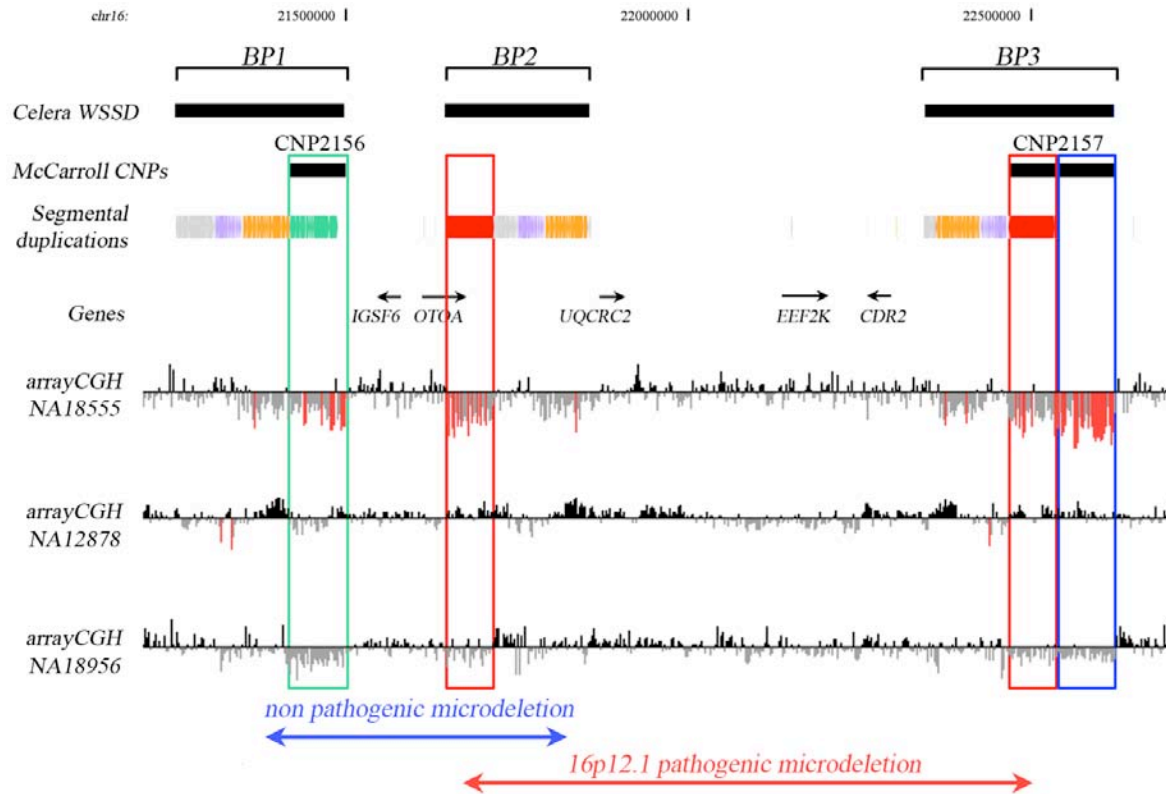 chr16: 21500000 22000000 22500000
BP1 BP2 BP3
Celera WSSD
CNP2156 CNP2157
McCarroll CNPs
Segmental
duplications
Genes
IGSF6 OTOA UQCRC2 EEF2K CDR2
arrayCGH
NA18555
arrayCGH
NA12878
arrayCGH
NA18956
non pathogenic microdeletion
16p12.1 pathogenic microdeletion